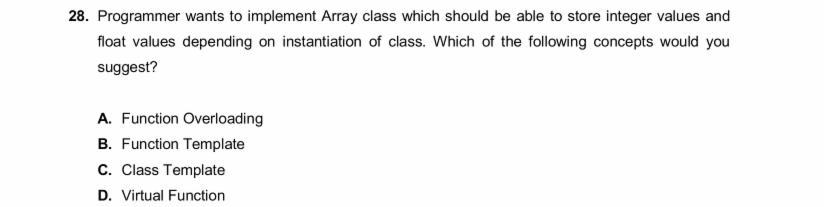 28. Programmer wants to implement Array class which should be able to store integer values and
float values depending on instantiation of class. Which of the following concepts would you
suggest?
A. Function Overloading
B. Function Template
C. Class Template
D. Virtual Function